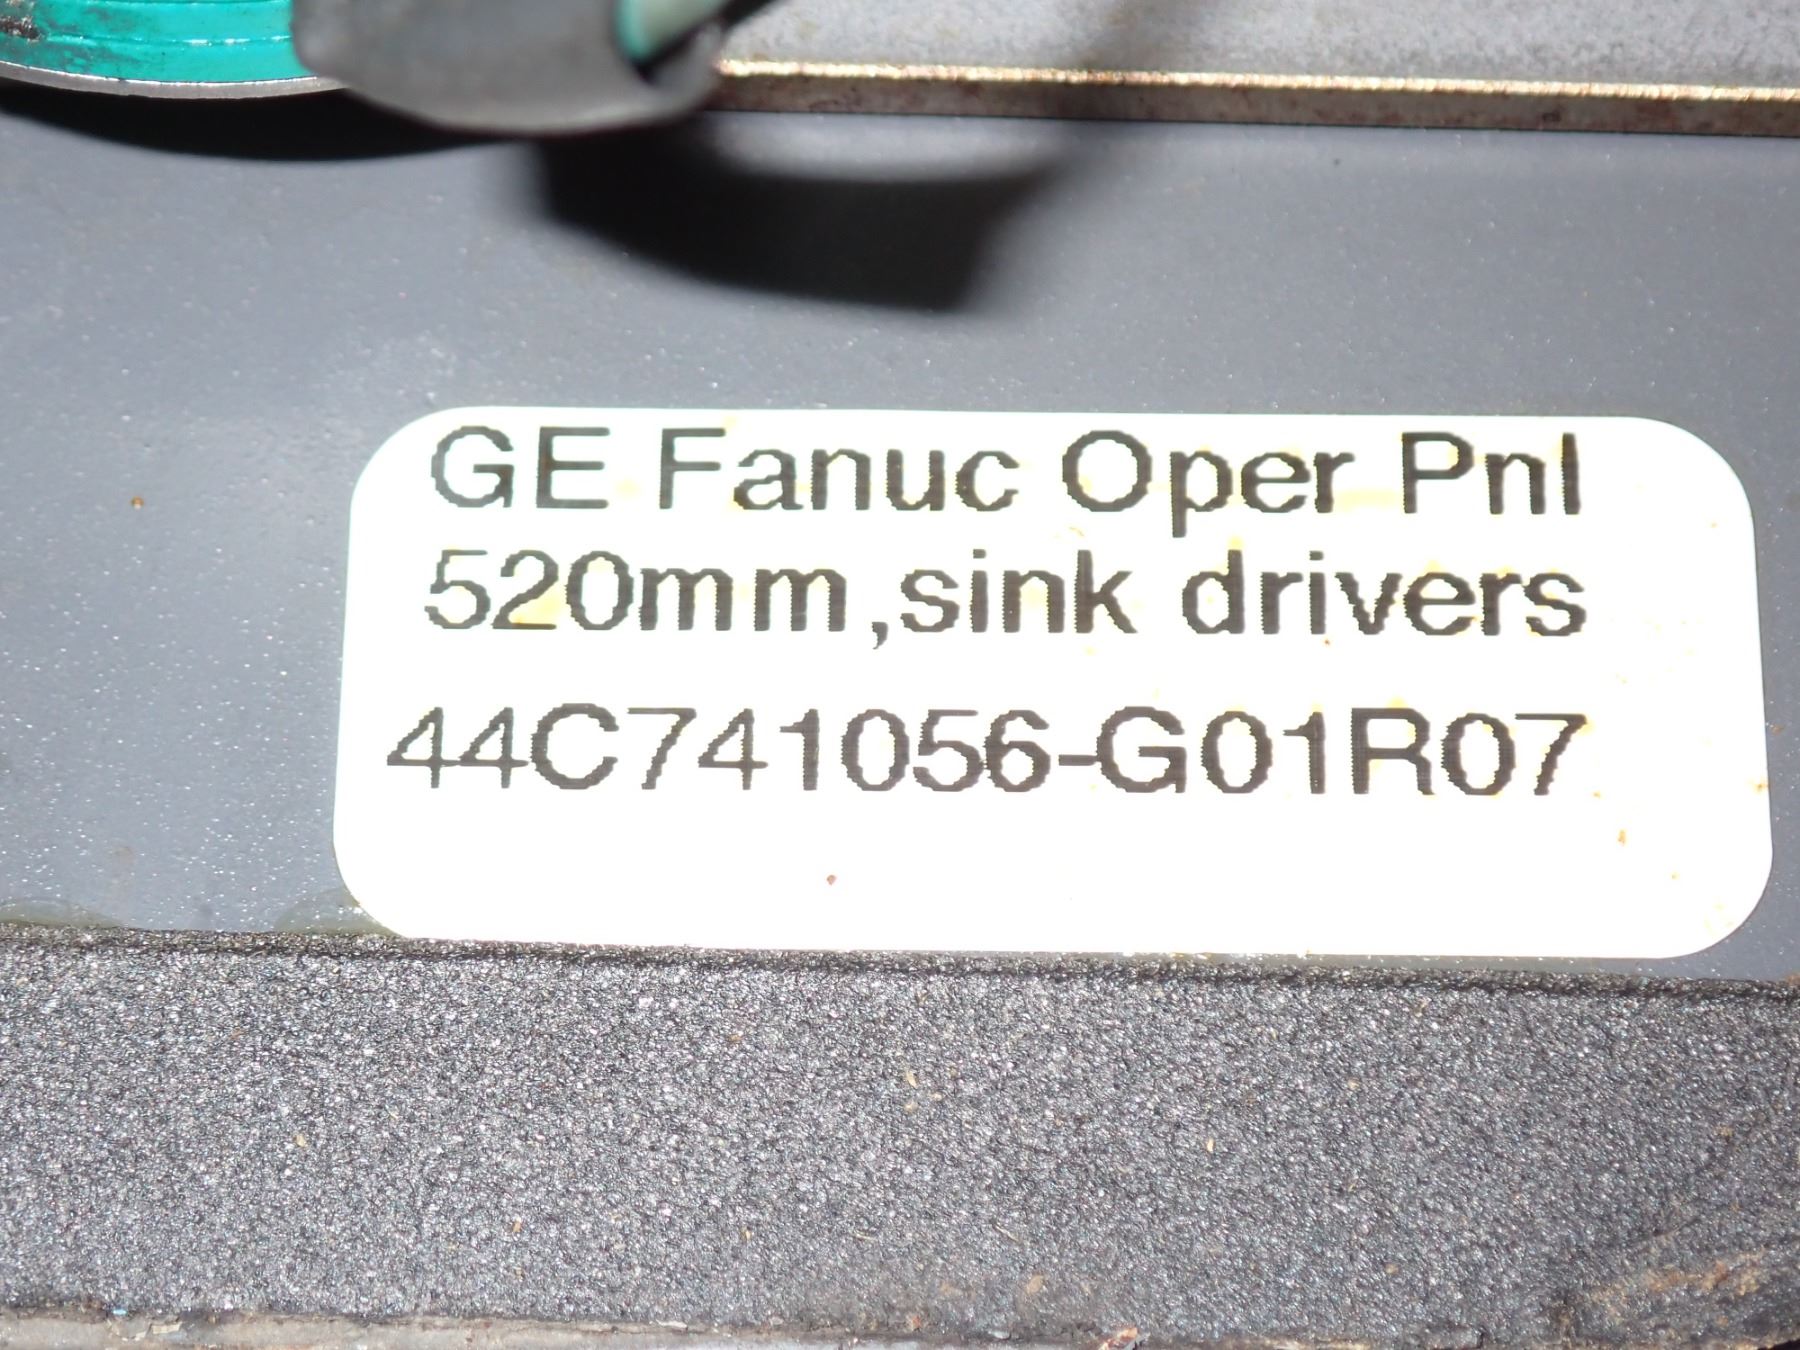 GE Fanuc Oper Pnl
520mm,sink drivers
44C741056-G01R07